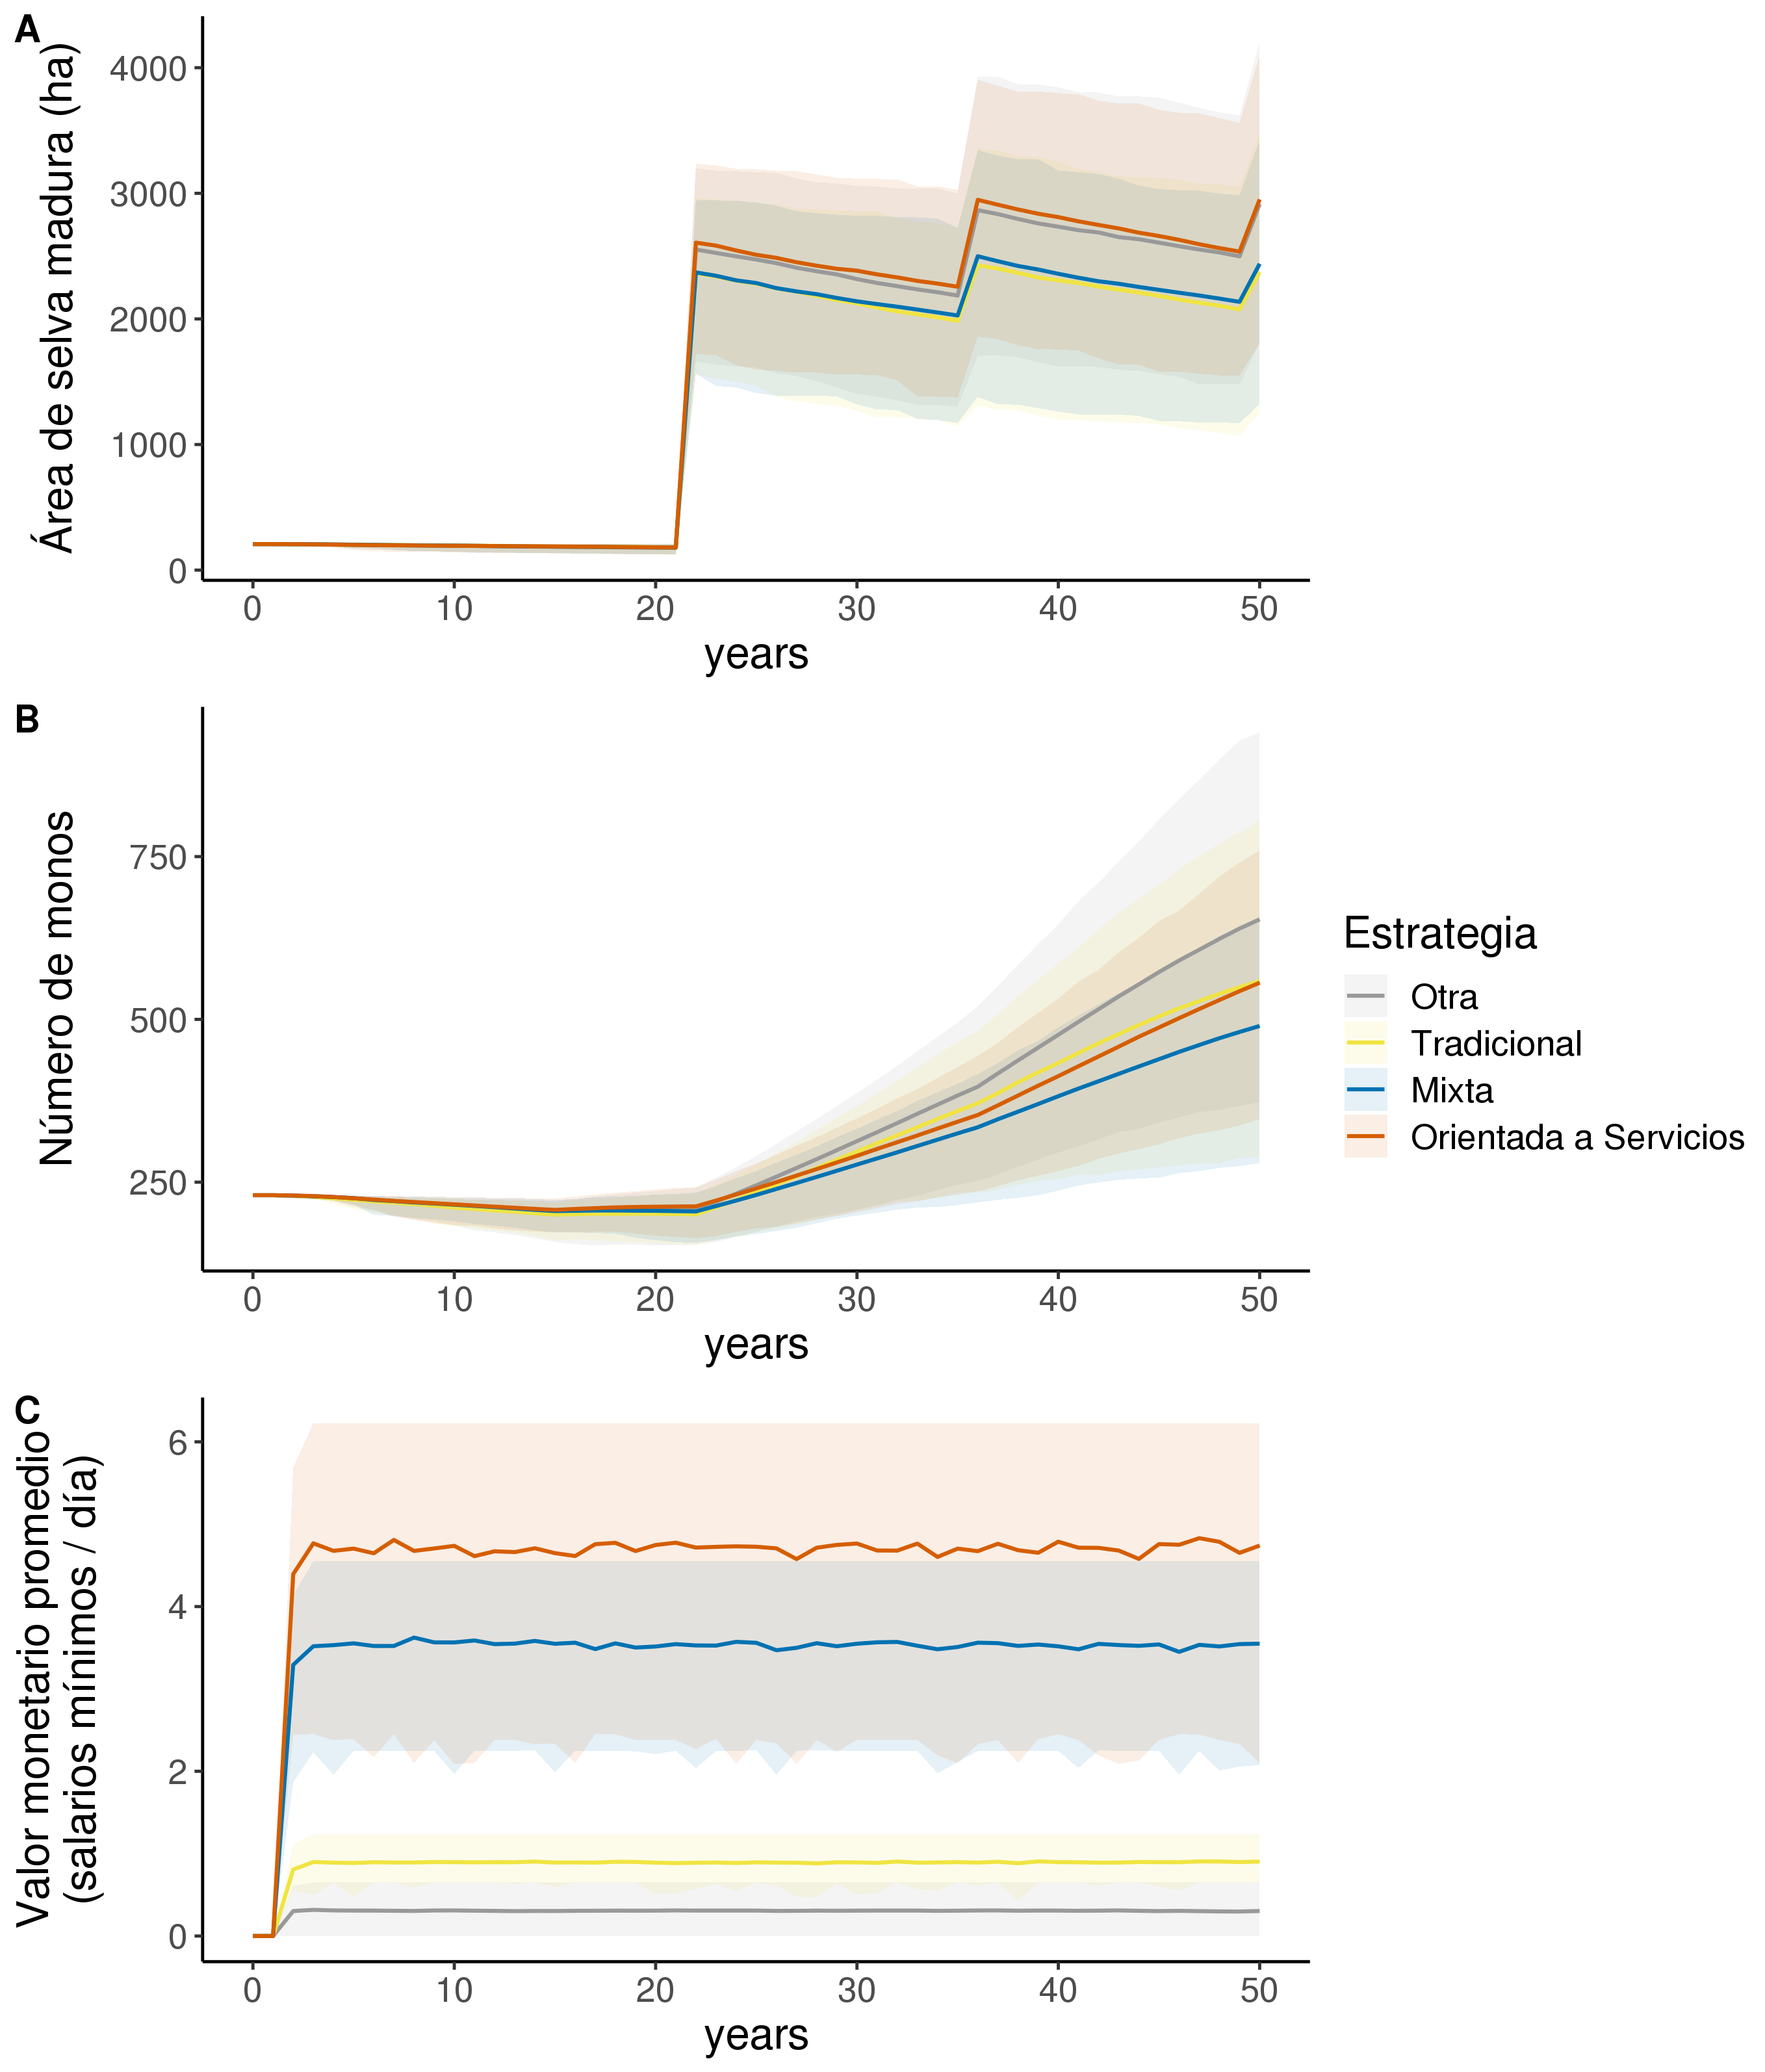 A
Área de selva madura (ha)
4000
3000
2000
1000
0
0 10 20 30 40 50
years
B
Número de monos
750
500
250
0 10 20 30 40 50
years
Estrategia
Otra
Tradicional
Mixta
Orientada a Servicios
C
Valor monetario promedio
(salarios mínimos / día)
6
4
2
0
0 10 20 30 40 50
years